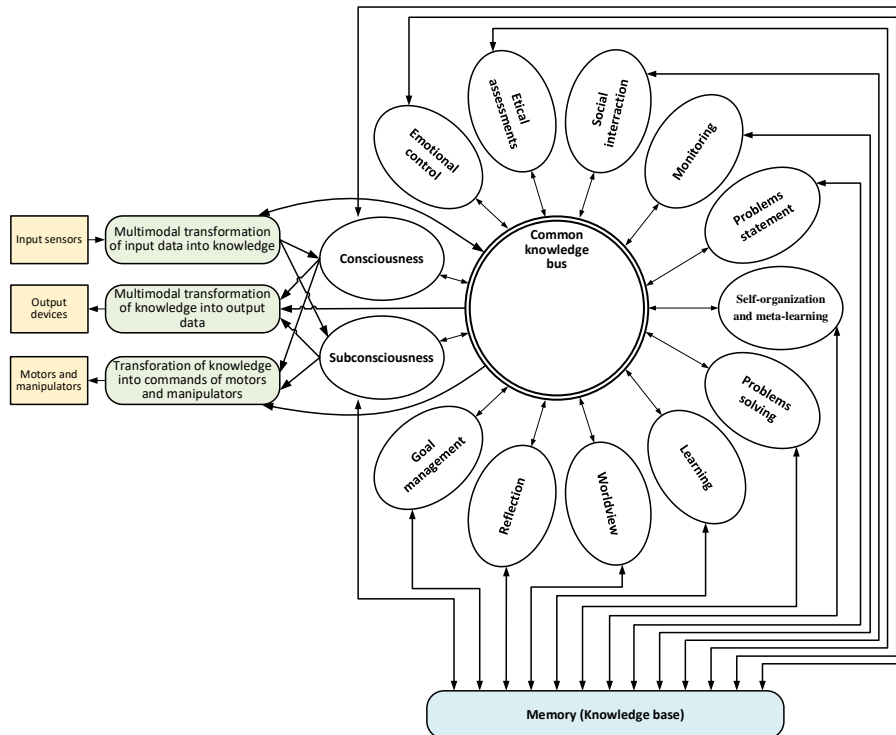 Etical
assessments
Social
interraction
Emotional
control
Monitoring
Problems
statement
Common
knowledge
bus
Input sensors
Multimodal transformation
of input data into knowledge
Consciousness
Output
devices
Multimodal transformation
of knowledge into output
data
Self-organization
and meta-learning
Subconsciousness
Motors and
manipulators
Transforation of knowledge
into commands of motors
and manipulators
Problems
solving
Goal
management
Reflection
Worldview
Learning
Memory (Knowledge base)